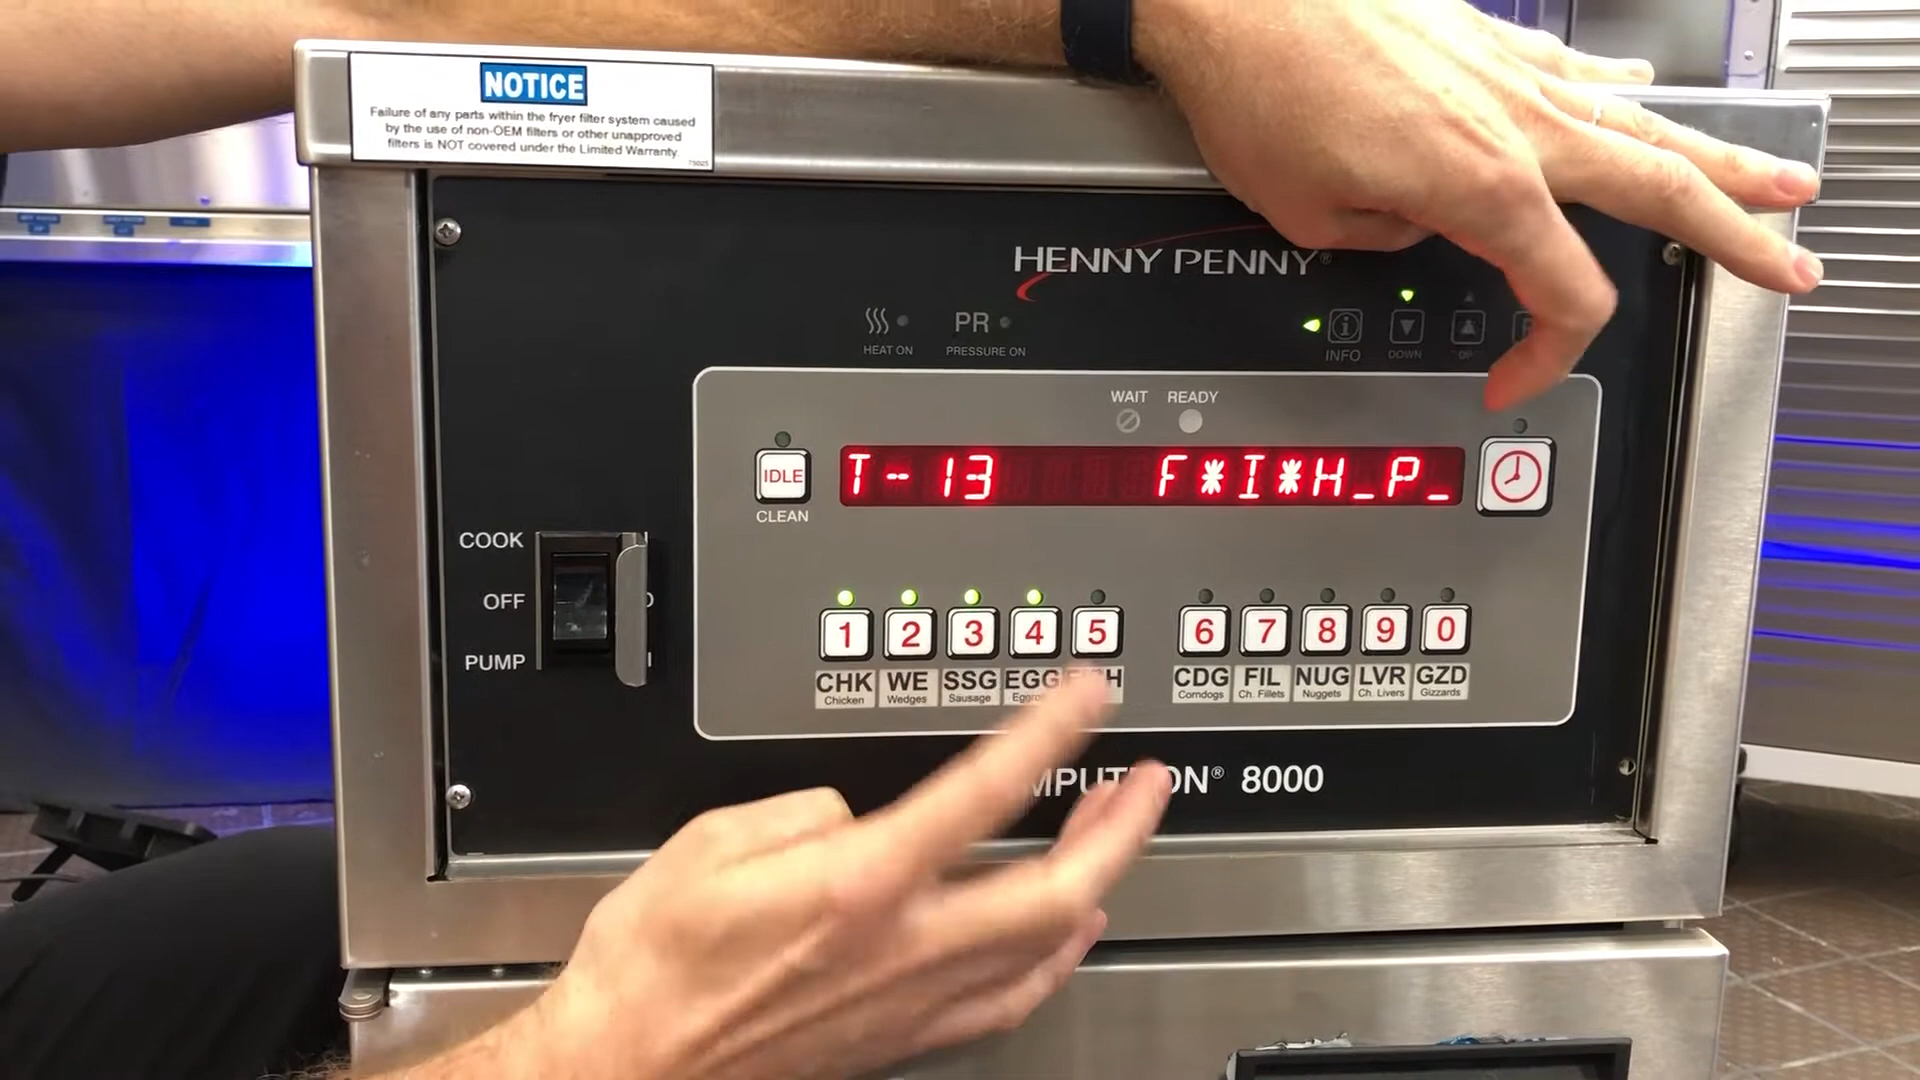 NOTICE
Failure of any parts within the fryer filter system caused
by the use of non-OEM filters or other unapproved
filters is NOT covered under the Limited Warranty.
75025
HENNY PENNY®
PR
HEAT ON
PRESSURE ON
INFO
DOWN
WAIT
READY
IDLE
CLEAN
T-13 F*I*H_P_
COOK
OFF
PUMP
1 2 3 4 5 6 7 8 9 0
CHK WE SSG EGG CDG FIL NUG LVR GZD
Chicken Wedges Sausage Corndogs Ch. Fillets Nuggets Ch. Livers Gizzards
8000